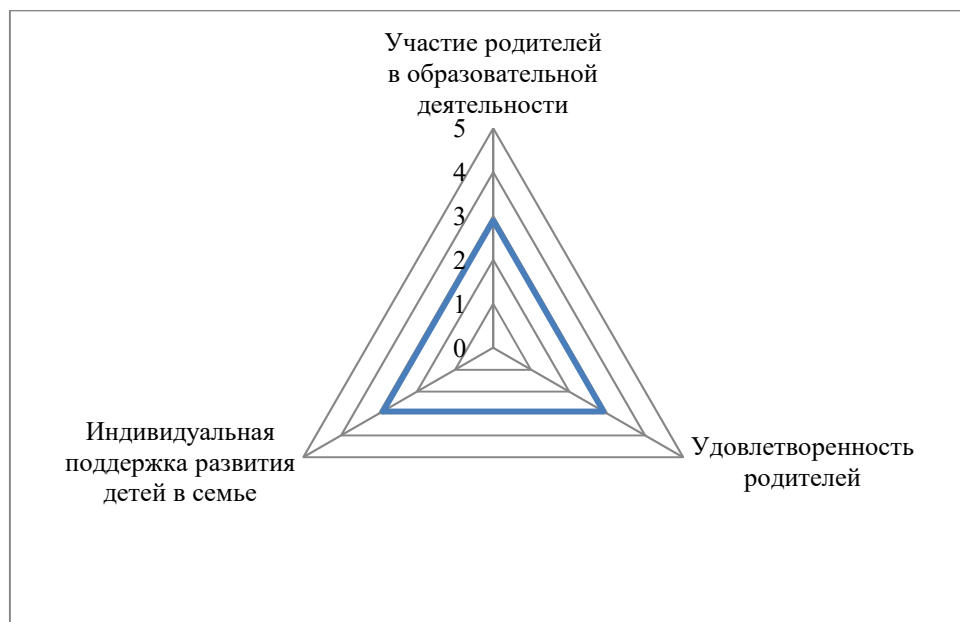 Участие родителей
в образовательной
деятельности
5
4
3
2
1
0
Индивидуальная
поддержка развития
детей в семье
Удовлетворенность
родителей